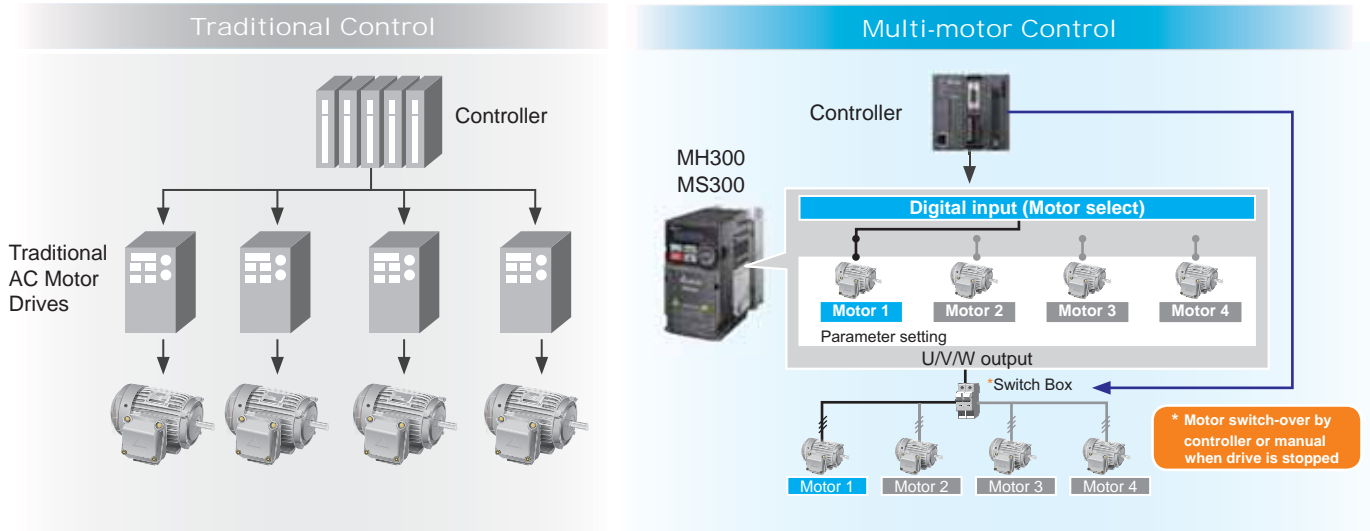 Traditional Control
Controller
Traditional
AC Motor
Drives
Multi-motor Control
Controller
MH300
MS300
Digital input (Motor select)
Motor 1
Motor 2
Motor 3
Motor 4
Parameter setting
U/V/W output
*Switch Box
* Motor switch-over by
controller or manual
when drive is stopped
Motor 1
Motor 2
Motor 3
Motor 4